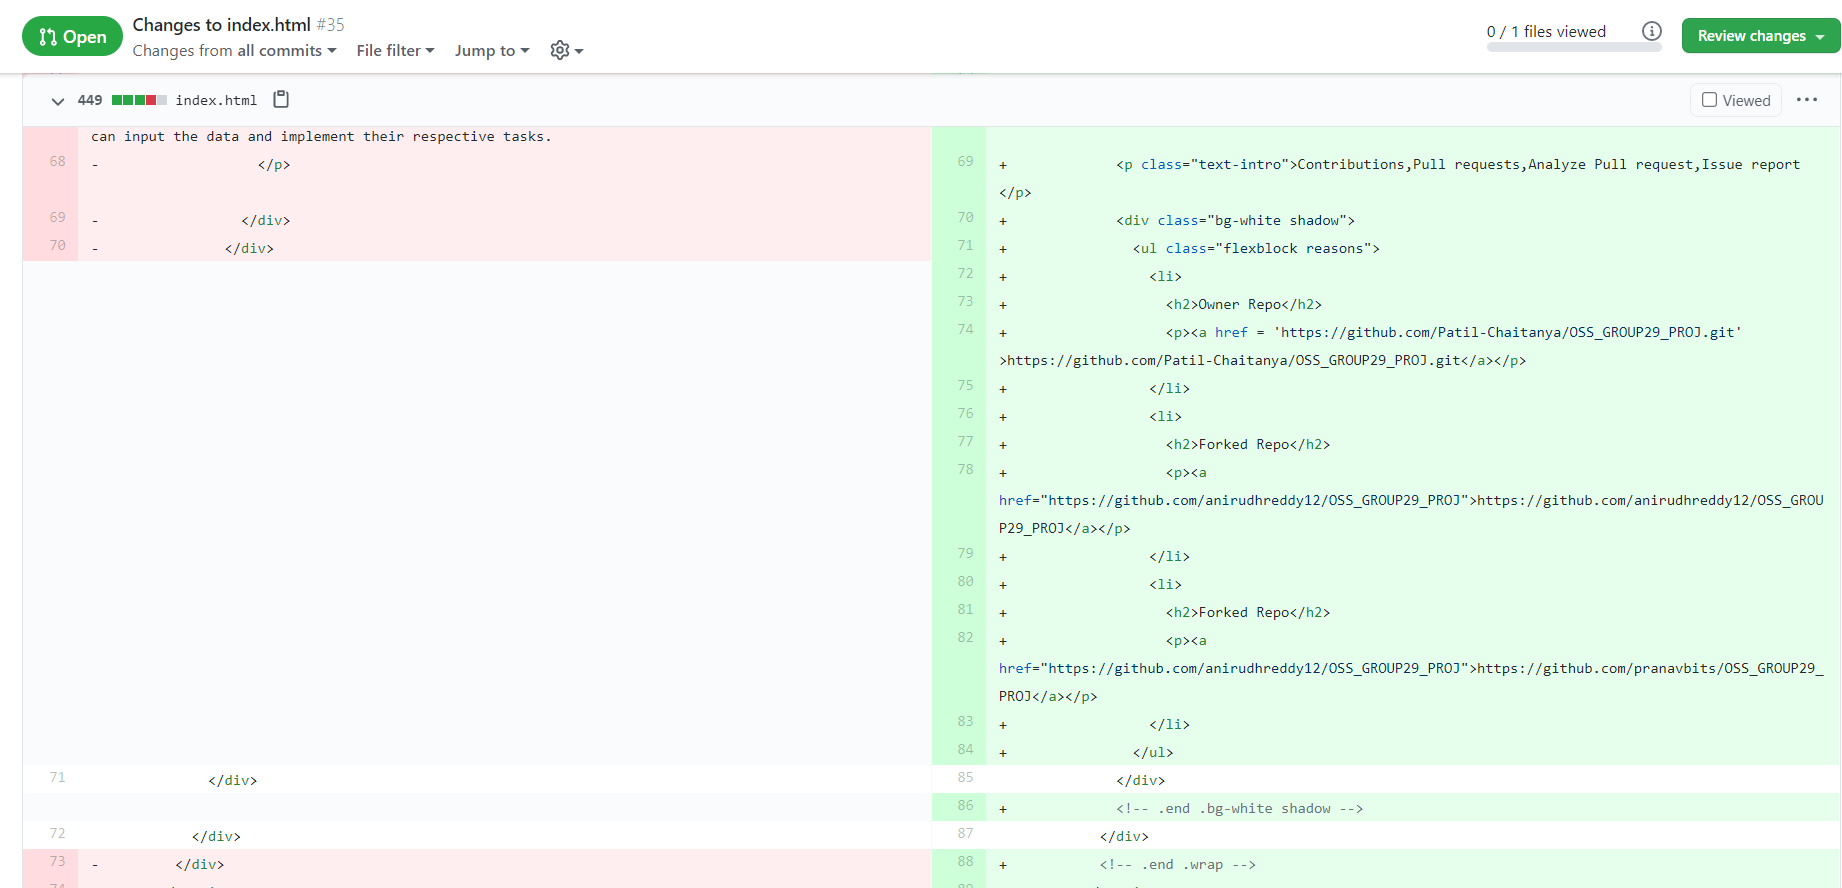 Open
Changes to index.html #35
Changes from all commits File filter Jump to
0 / 1 files viewed
Review changes
449 index.html
Viewed
can input the data and implement their respective tasks.
68 - </p>
69 - </div>
70 - </div>
71 </div>
72 </div>
73 - </div>
69 + <p class="text-intro">Contributions,Pull requests,Analyze Pull request,Issue report
</p>
70 + <div class="bg-white shadow">
71 + <ul class="flexblock reasons">
72 + <li>
73 + <h2>Owner Repo</h2>
74 + <p><a href = 'https://github.com/Patil-Chaitanya/OSS_GROUP29_PROJ.git'
>https://github.com/Patil-Chaitanya/OSS_GROUP29_PROJ.git</a></p>
75 + </li>
76 + <li>
77 + <h2>Forked Repo</h2>
78 + <p><a
href="https://github.com/anirudhreddy12/OSS_GROUP29_PROJ">https://github.com/anirudhreddy12/OSS_GROU
P29_PROJ</a></p>
79 + </li>
80 + <li>
81 + <h2>Forked Repo</h2>
82 + <p><a
href="https://github.com/anirudhreddy12/OSS_GROUP29_PROJ">https://github.com/pranavbits/OSS_GROUP29_
PROJ</a></p>
83 + </li>
84 + </ul>
85 </div>
86 + <!-- .end .bg-white shadow -->
87 </div>
88 + <!-- .end .wrap -->